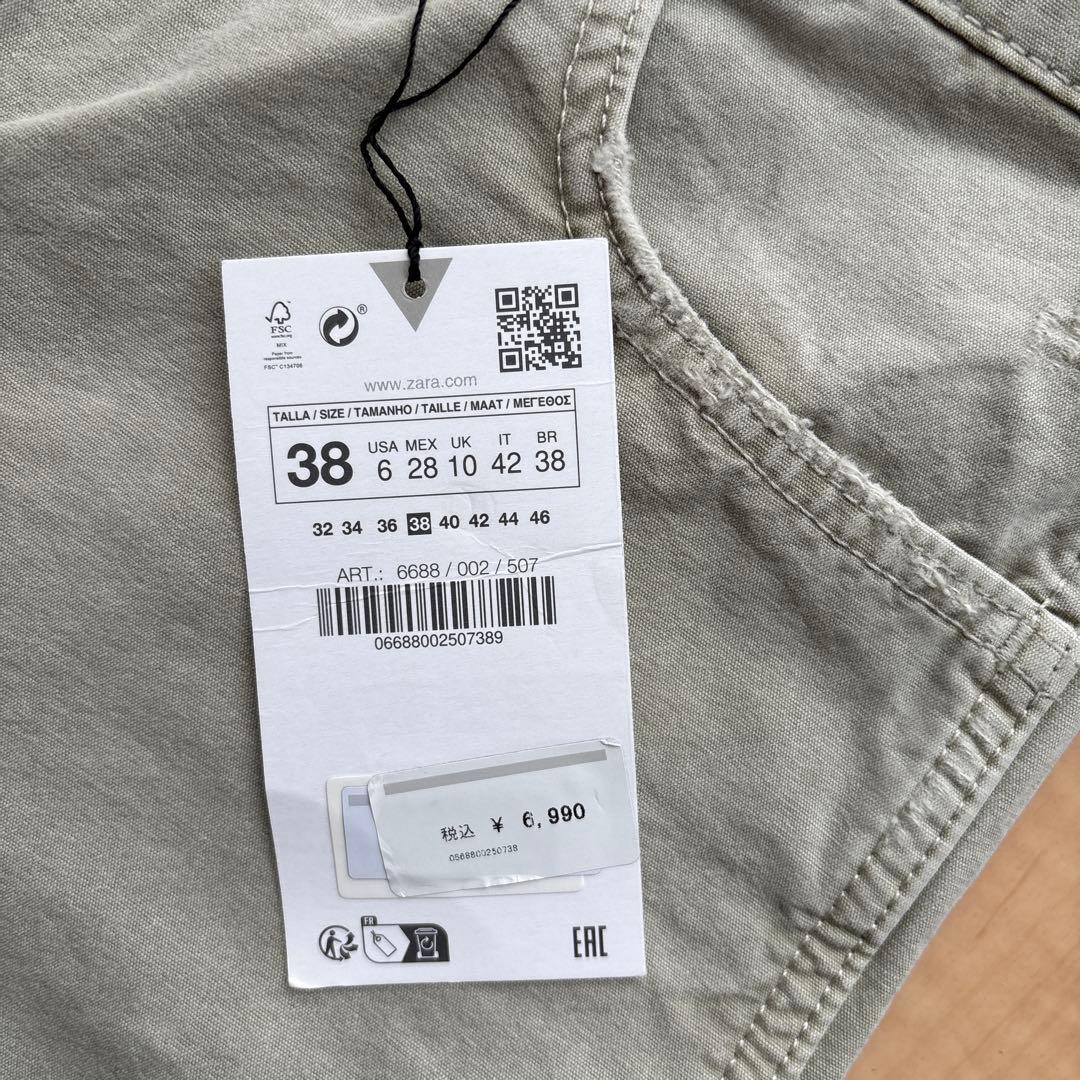 FSC
www.fsc.org
MIX
Paper from
responsible sources
FSC® C134706
®
www.zara.com
TALLA / SIZE / TAMANHO / TAILLE / MAAT / ΜΕΓΕΘΟΣ
38 USA MEX UK IT BR
6 28 10 42 38
32 34 36 38 40 42 44 46
ART.: 6688 / 002 / 507
06688002507389
税込 ¥ 6,990
0668800250738
FR
EAC